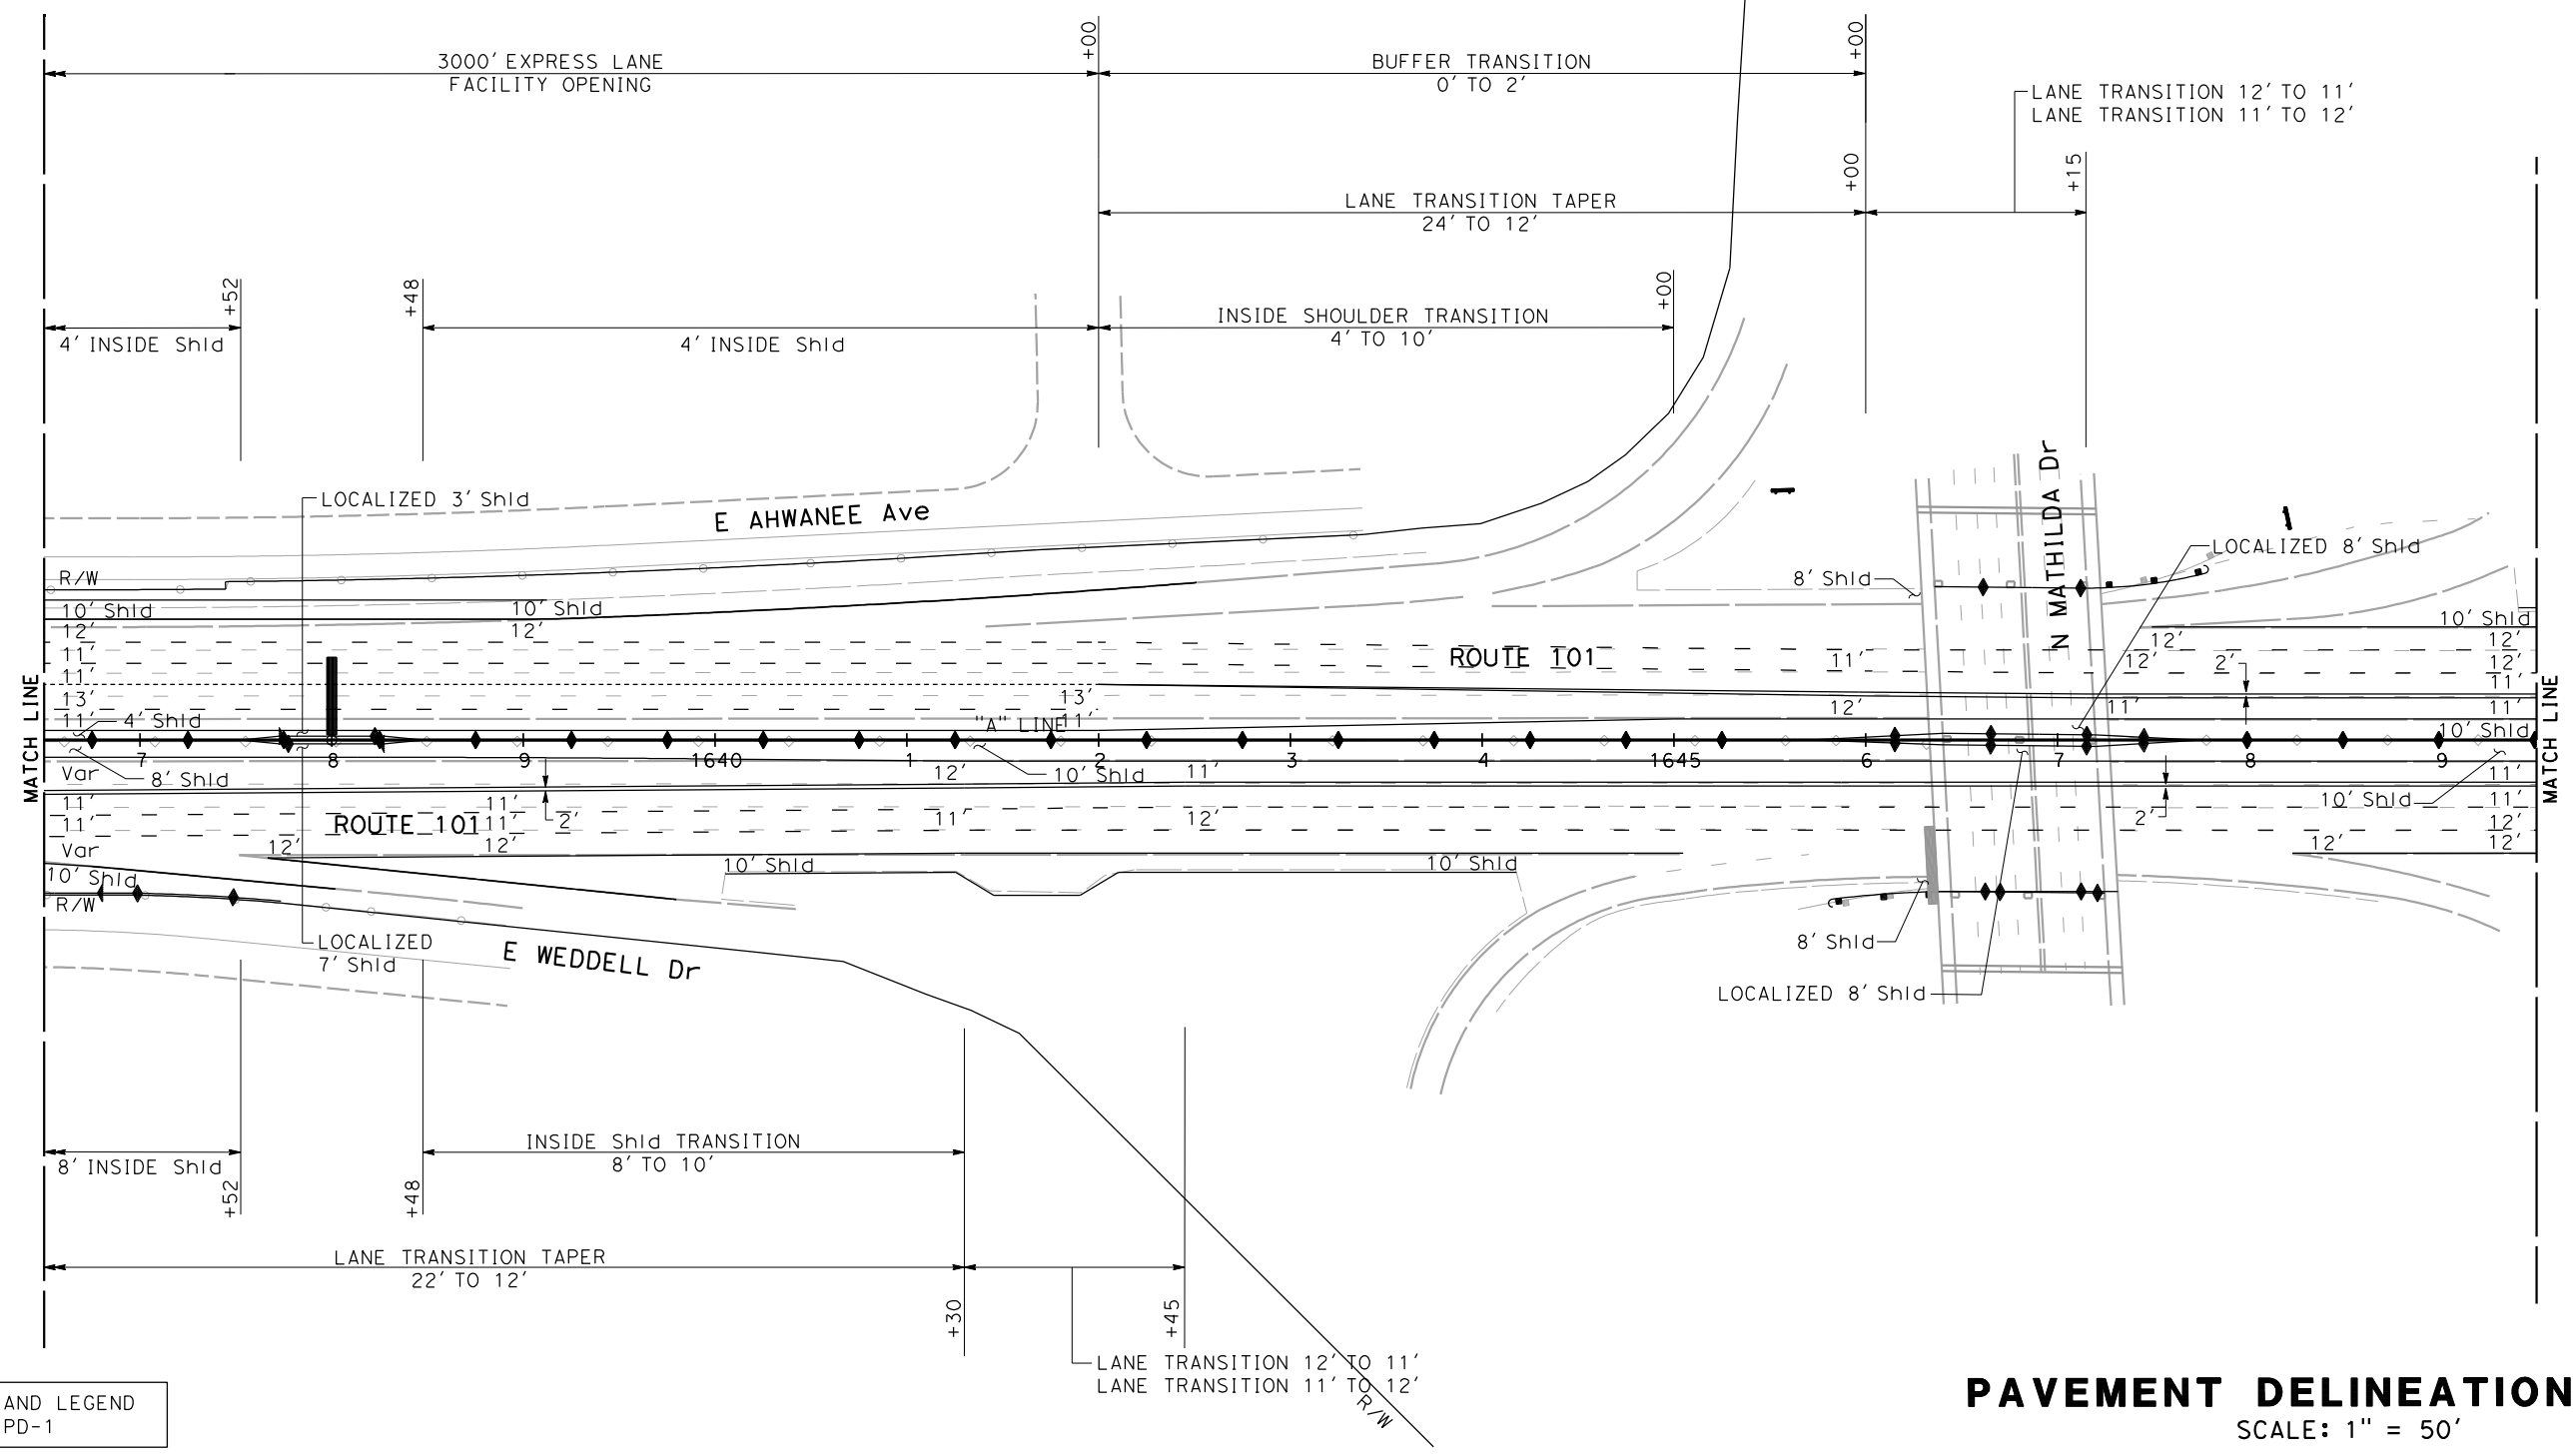 +00
+00
3000' EXPRESS LANE
FACILITY OPENING
BUFFER TRANSITION
0' TO 2'
LANE TRANSITION 12' TO 11'
LANE TRANSITION 11' TO 12'
+00
+15
LANE TRANSITION TAPER
24' TO 12'
+52
+48
+00
INSIDE SHOULDER TRANSITION
4' TO 10'
4' INSIDE Shld
4' INSIDE Shld
LOCALIZED 3' Shld
E AHWANEE Ave
N MATHILDA Dr
LOCALIZED 8' Shld
R/W
8' Shld
10' Shld
10' Shld
10' Shld
12'
12'
12'
12'
11'
ROUTE 101
11'
12'
2'
12'
11'
11'
13'
13'
12'
11'
11'
11'
4' Shld
"A" LINE
11'
10' Shld
MATCH LINE
MATCH LINE
7
8
9
1640
1
2
3
4
1645
6
7
8
9
Var
8' Shld
12'
10' Shld
11'
11'
11'
11'
10' Shld
11'
11'
ROUTE 101
11'
2'
11'
12'
2'
12'
Var
12'
12'
12'
12'
10' Shld
10' Shld
10' Shld
R/W
LOCALIZED
7' Shld
E WEDDELL Dr
8' Shld
LOCALIZED 8' Shld
INSIDE Shld TRANSITION
8' TO 10'
8' INSIDE Shld
+52
+48
LANE TRANSITION TAPER
22' TO 12'
+30
+45
LANE TRANSITION 12' TO 11'
LANE TRANSITION 11' TO 12'
R/W
AND LEGEND
PD-1
PAVEMENT DELINEATION
SCALE: 1" = 50'